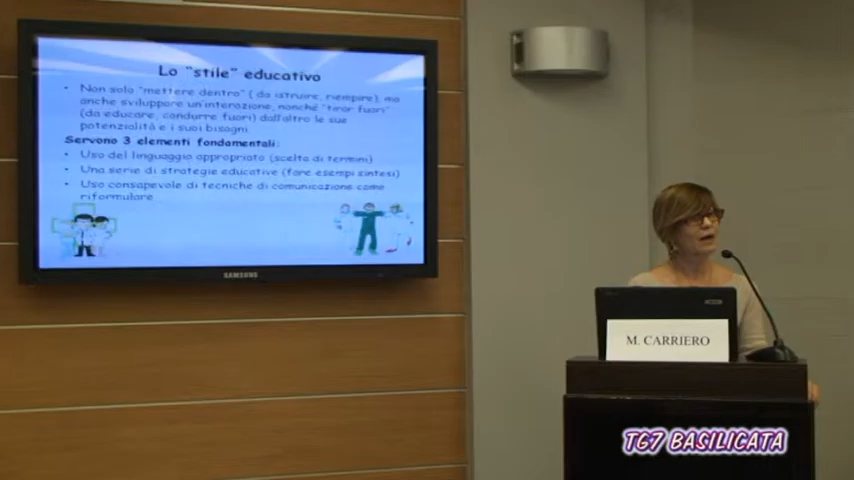 Lo "stile" educativo
• Non solo "mettere dentro" ( da istruire, riempire), ma
anche sviluppare un'interazione, nonché "tirar fuori"
(da educare, condurre fuori) dall'altro le sue
potenzialità e i suoi bisogni.
Servono 3 elementi fondamentali:
• Uso del linguaggio appropriato (scelta di termini)
• Una serie di strategie educative (fare esempi sintesi)
• Uso consapevole di tecniche di comunicazione come
riformulare
SAMSUNG
M. CARRIERO
TG7 BASILICATA